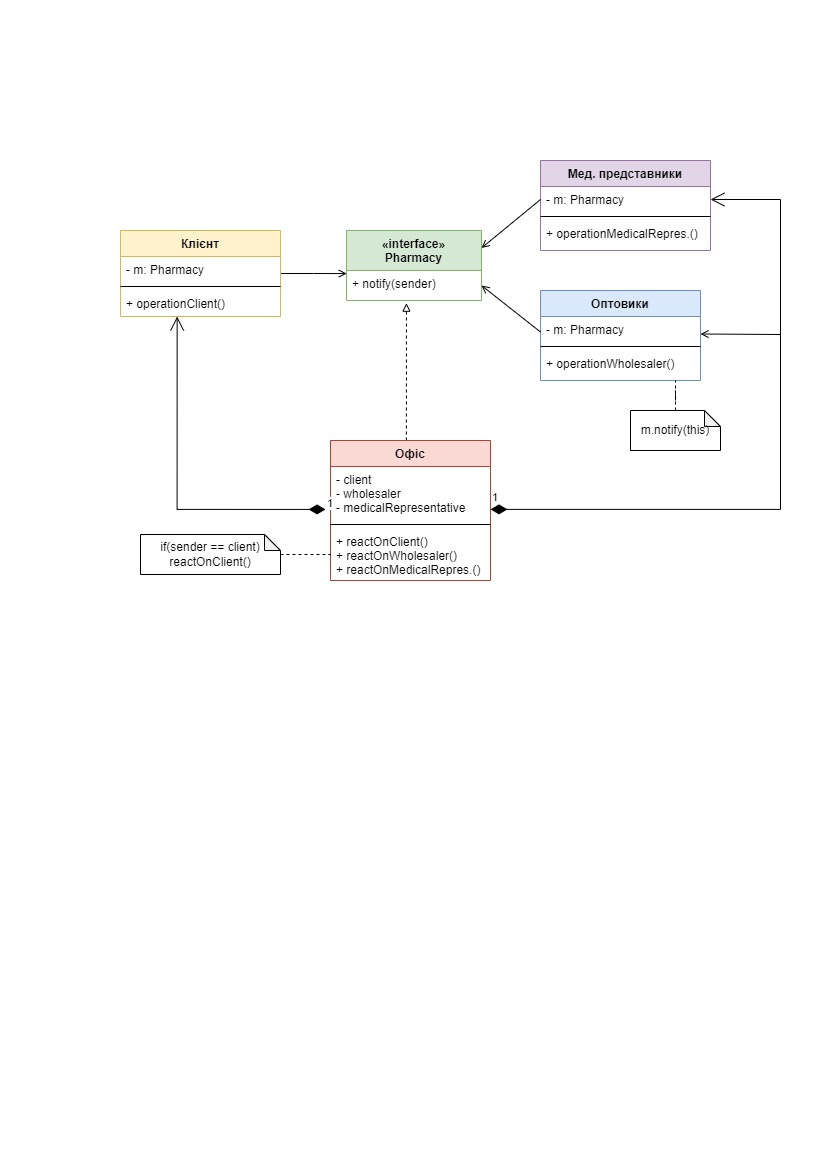 Мед. представники
- m: Pharmacy
+ operationMedicalRepres.()
Клієнт
- m: Pharmacy
+ operationClient()
«interface»
Pharmacy
+ notify(sender)
Оптовики
- m: Pharmacy
+ operationWholesaler()
m.notify(this)
Офіс
- client
- wholesaler
- medicalRepresentative
1
1
+ reactOnClient()
+ reactOnWholesaler()
+ reactOnMedicalRepres.()
if(sender == client)
reactOnClient()